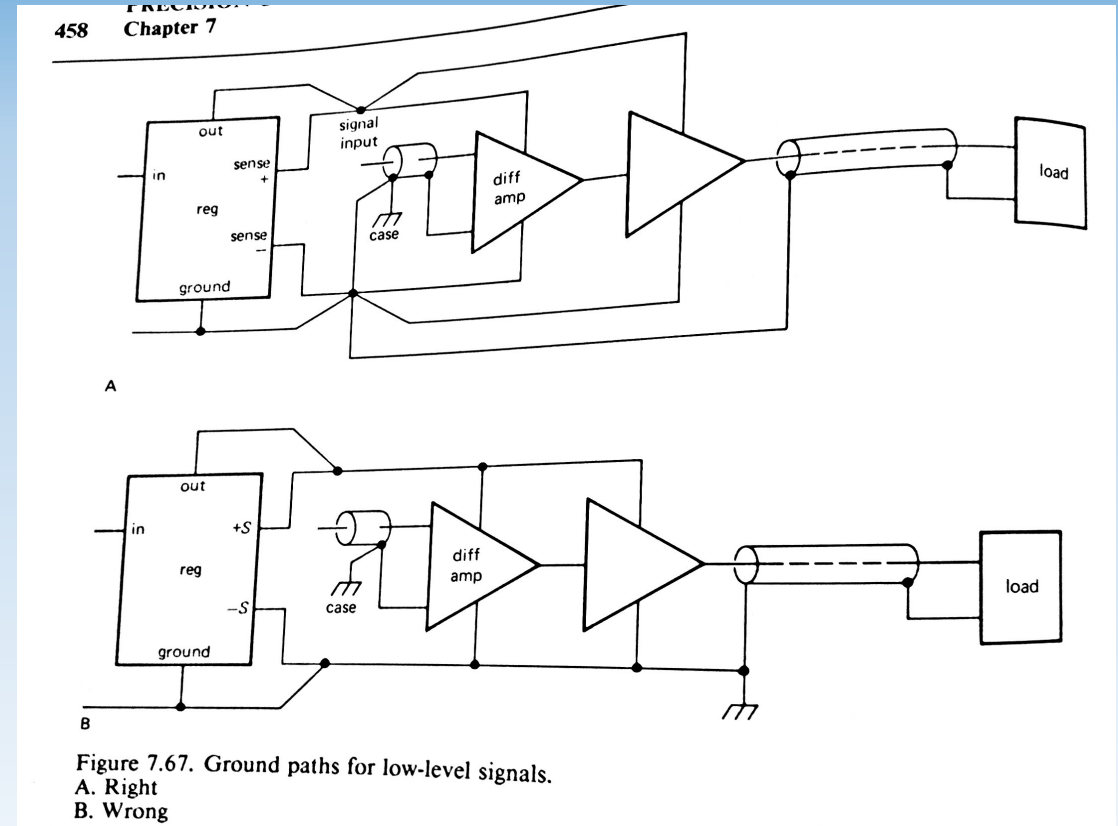 458 Chapter 7
out
signal
input
sense
+
in
diff
amp
load
reg
sense
−
case
ground
A
out
in
+S
diff
amp
reg
load
−S
case
ground
B
Figure 7.67. Ground paths for low-level signals.
A. Right
B. Wrong